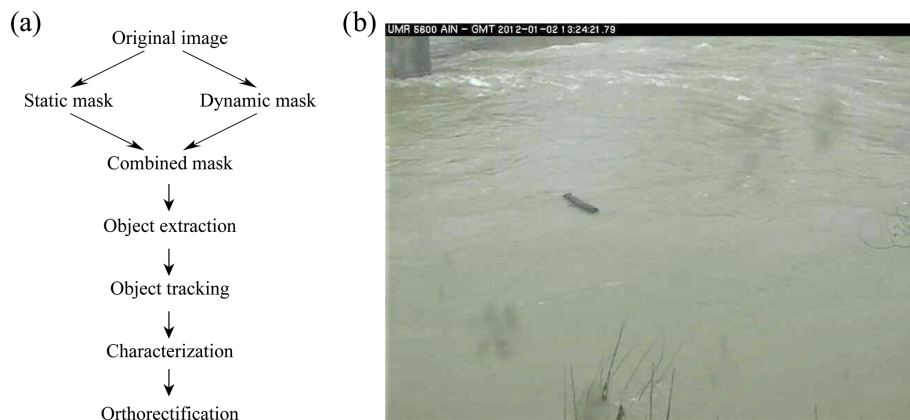 (a)
Original image
Static mask
Dynamic mask
Combined mask
Object extraction
Object tracking
Characterization
Orthorectification
(b)
UMR 5600 AIN - GMT 2012-01-02 13:24:21.79